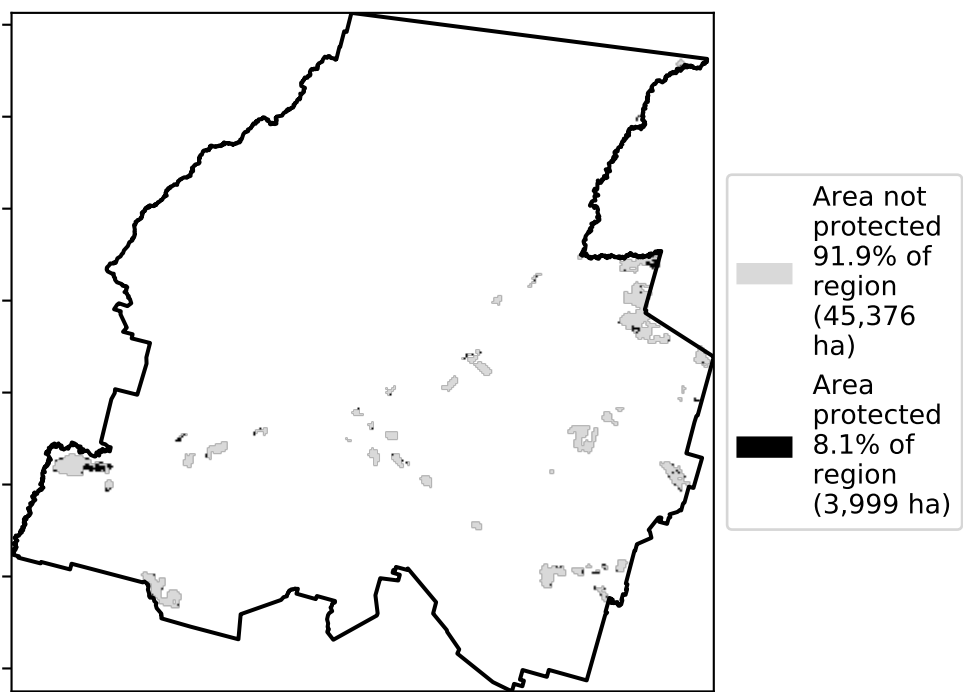 Area not
protected
91.9% of
region
(45,376
ha)
Area
protected
8.1% of
region
(3,999 ha)